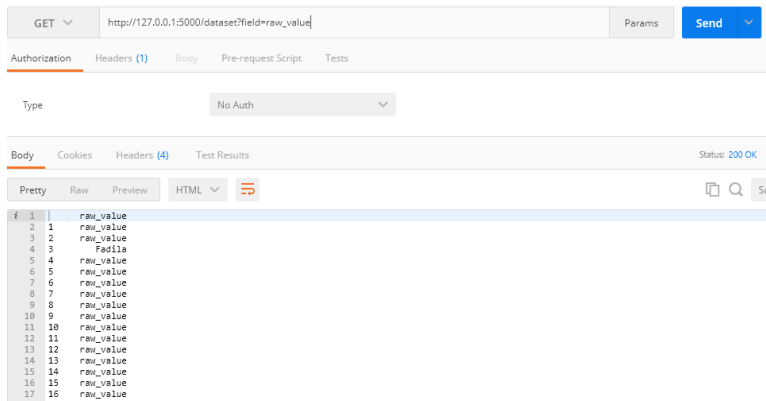 GET http://127.0.0.1:5000/dataset?field=raw_value Params Send
Authorization Headers (1) Body Pre-request Script Tests
Type No Auth
Body Cookies Headers (4) Test Results Status: 200 OK
Pretty Raw Preview HTML
i 1 raw_value
2 1 raw_value
3 2 raw_value
4 3 Fadila
5 4 raw_value
6 5 raw_value
7 6 raw_value
8 7 raw_value
9 8 raw_value
10 9 raw_value
11 10 raw_value
12 11 raw_value
13 12 raw_value
14 13 raw_value
15 14 raw_value
16 15 raw_value
17 16 raw_value